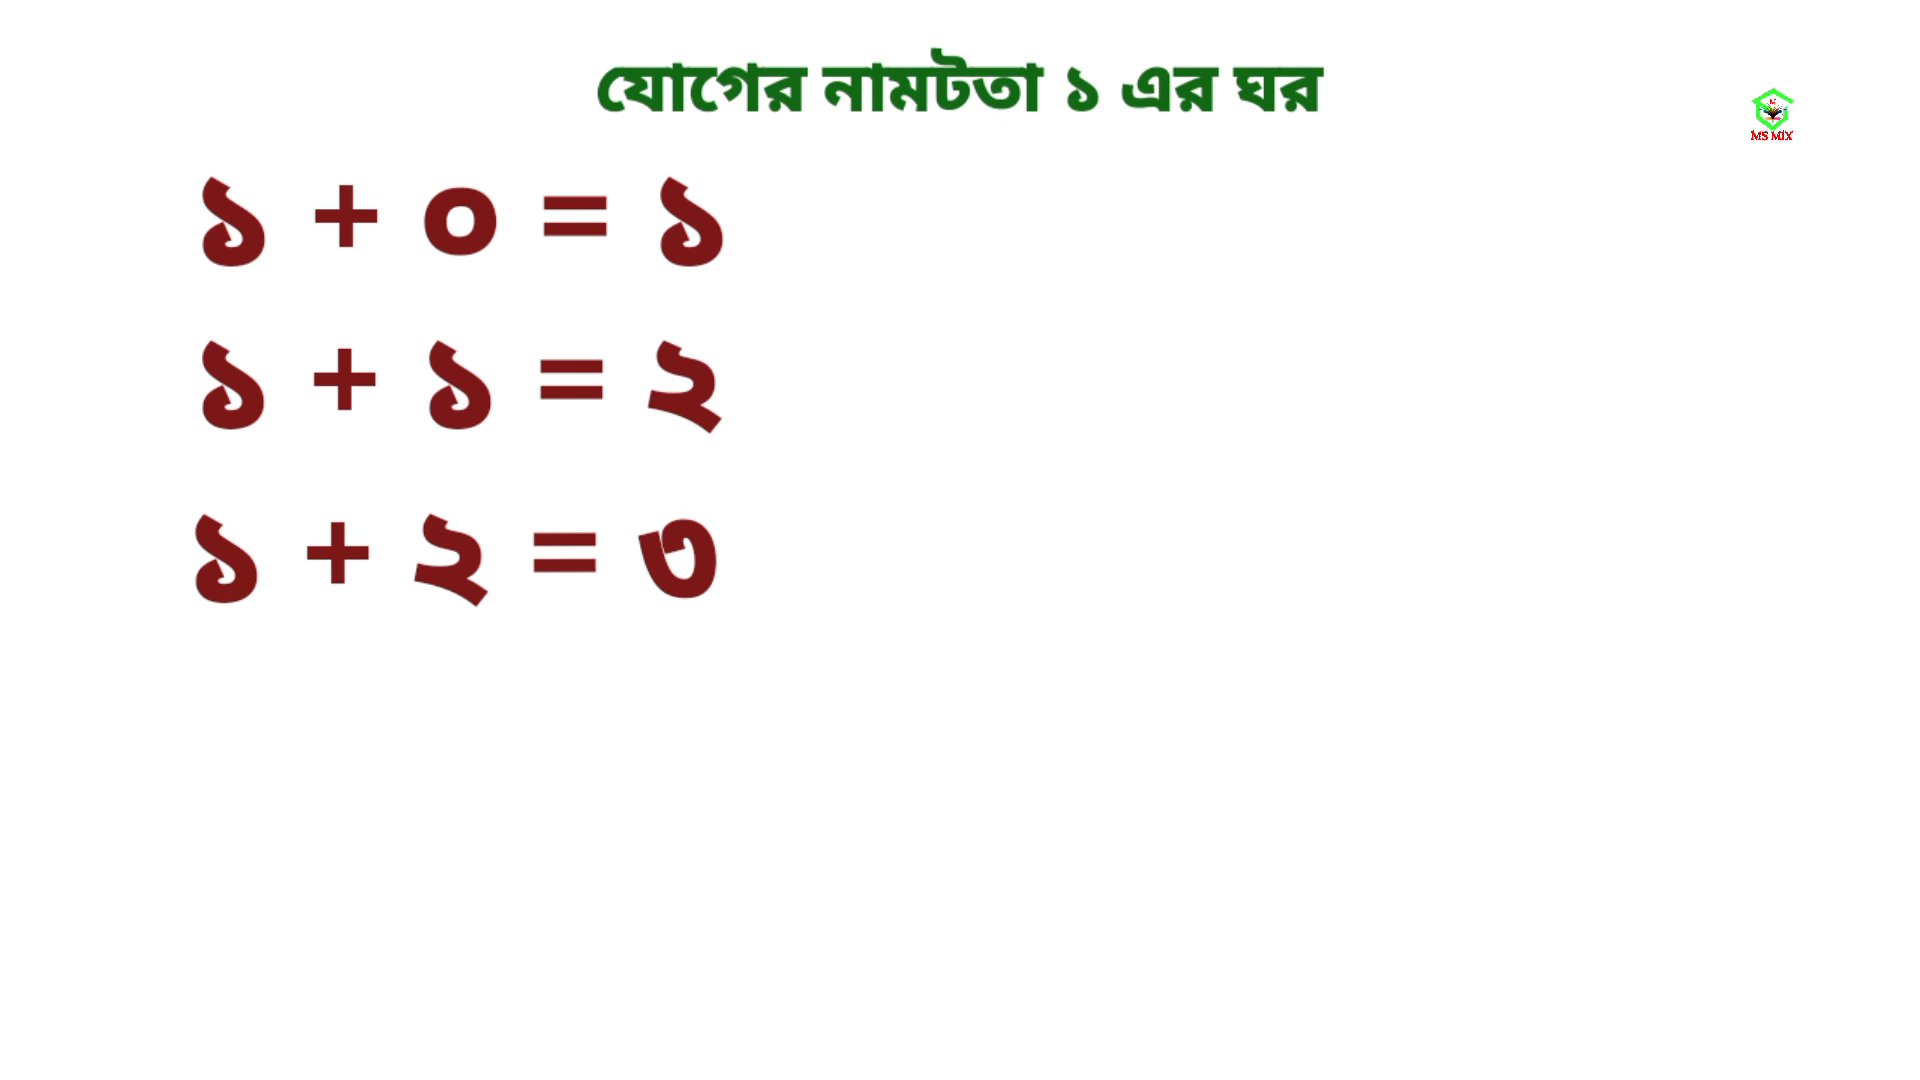 যোগের নামটতা ১ এর ঘর
MS MIX
১ + ০ = ১
১ + ১ = ২
১ + ২ = ৩